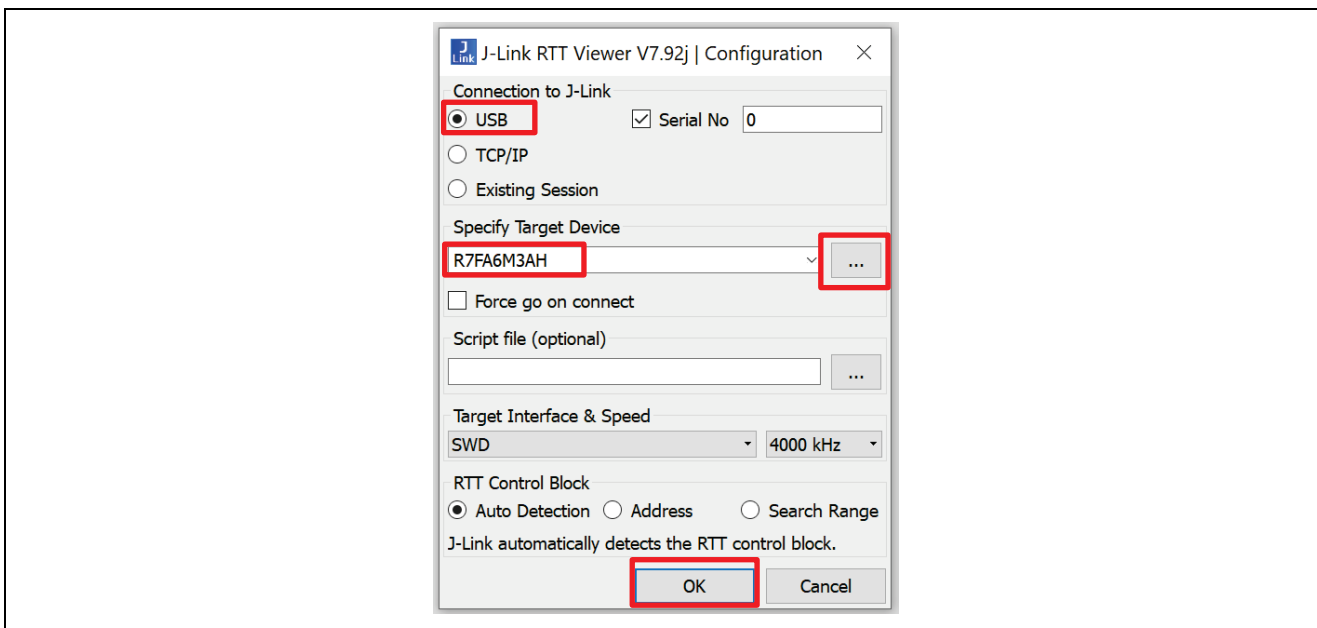 J-Link RTT Viewer V7.92j | Configuration
Connection to J-Link
USB Serial No 0
TCP/IP
Existing Session
Specify Target Device
R7FA6M3AH ...
Force go on connect
Script file (optional)
...
Target Interface & Speed
SWD 4000 kHz
RTT Control Block
Auto Detection Address Search Range
J-Link automatically detects the RTT control block.
OK Cancel